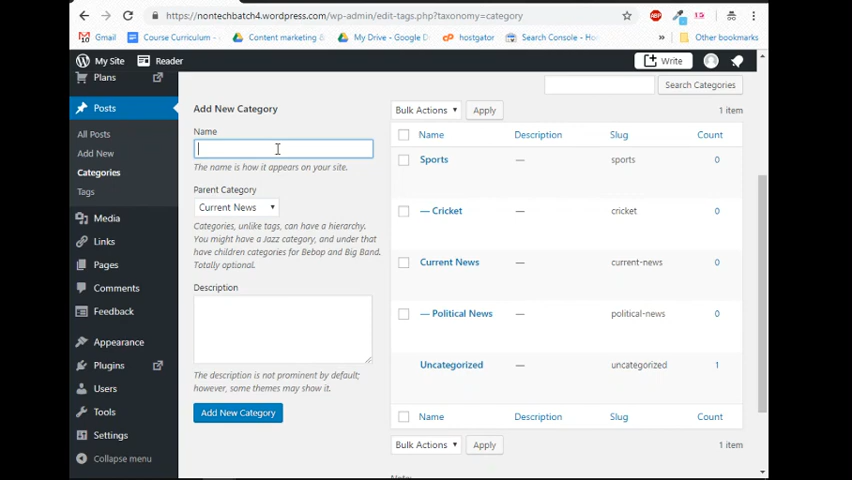 https://nontechbatch4.wordpress.com/wp-admin/edit-tags.php?taxonomy=category
Gmail
Course Curriculum -
Content marketing &
My Drive - Google D
hostgator
Search Console - Ho
»
Other bookmarks
My Site
Reader
Write
Plans
Posts
All Posts
Add New
Categories
Tags
Media
Links
Pages
Comments
Feedback
Appearance
Plugins
Users
Tools
Settings
Collapse menu
Search Categories
Add New Category
Name
The name is how it appears on your site.
Parent Category
Current News
Categories, unlike tags, can have a hierarchy.
You might have a Jazz category, and under that
have children categories for Bebop and Big Band.
Totally optional.
Description
The description is not prominent by default;
however, some themes may show it.
Add New Category
Bulk Actions Apply 1 item
Name Description Slug Count
Sports — sports 0
— Cricket — cricket 0
Current News — current-news 0
— Political News — political-news 0
Uncategorized — uncategorized 1
Name Description Slug Count
Bulk Actions Apply 1 item